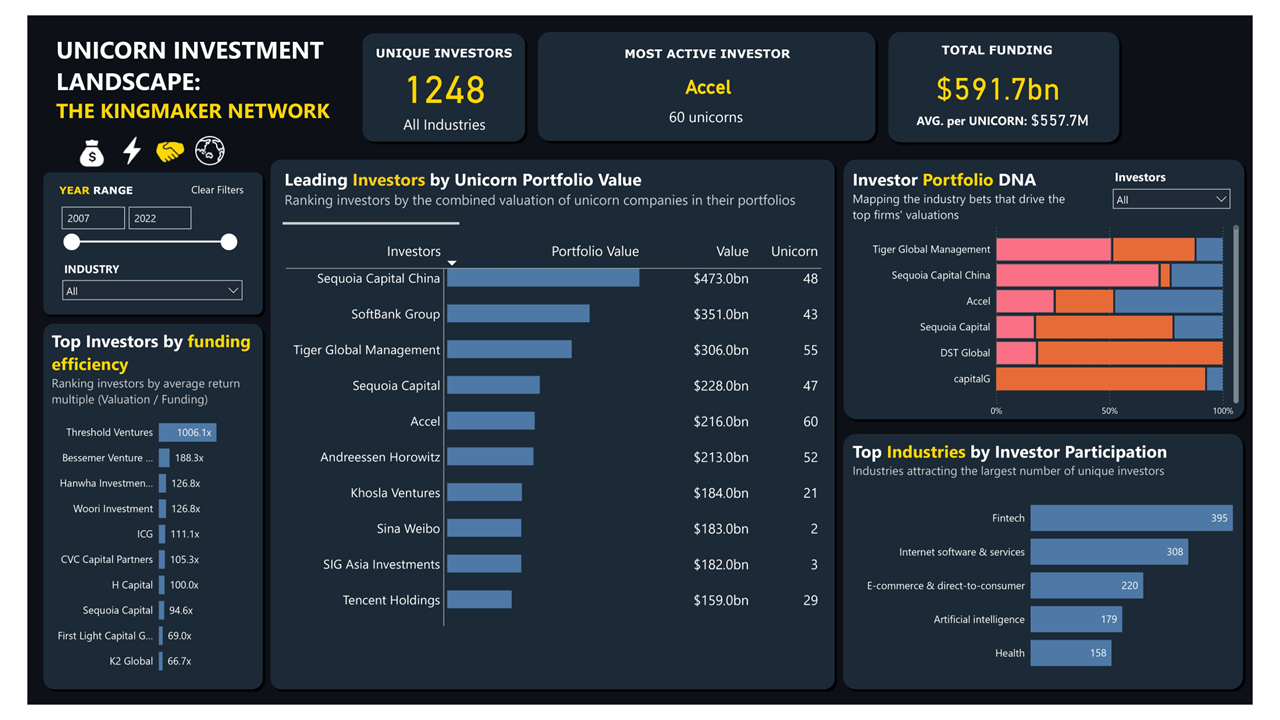 UNICORN INVESTMENT
LANDSCAPE:
THE KINGMAKER NETWORK
UNIQUE INVESTORS
1248
All Industries
MOST ACTIVE INVESTOR
Accel
60 unicorns
TOTAL FUNDING
$591.7bn
AVG. per UNICORN: $557.7M
$
YEAR RANGE
Clear Filters
2007
2022
INDUSTRY
All
Top Investors by funding
efficiency
Ranking investors by average return
multiple (Valuation / Funding)
Threshold Ventures 1006.1x
Bessemer Venture ... 188.3x
Hanwha Investmen... 126.8x
Woori Investment 126.8x
ICG 111.1x
CVC Capital Partners 105.3x
H Capital 100.0x
Sequoia Capital 94.6x
First Light Capital G... 69.0x
K2 Global 66.7x
Leading Investors by Unicorn Portfolio Value
Ranking investors by the combined valuation of unicorn companies in their portfolios
Investors Portfolio Value Value Unicorn
Sequoia Capital China $473.0bn 48
SoftBank Group $351.0bn 43
Tiger Global Management $306.0bn 55
Sequoia Capital $228.0bn 47
Accel $216.0bn 60
Andreessen Horowitz $213.0bn 52
Khosla Ventures $184.0bn 21
Sina Weibo $183.0bn 2
SIG Asia Investments $182.0bn 3
Tencent Holdings $159.0bn 29
Investor Portfolio DNA
Mapping the industry bets that drive the
top firms' valuations
Investors
All
Tiger Global Management
Sequoia Capital China
Accel
Sequoia Capital
DST Global
capitalG
0% 50% 100%
Top Industries by Investor Participation
Industries attracting the largest number of unique investors
Fintech 395
Internet software & services 308
E-commerce & direct-to-consumer 220
Artificial intelligence 179
Health 158